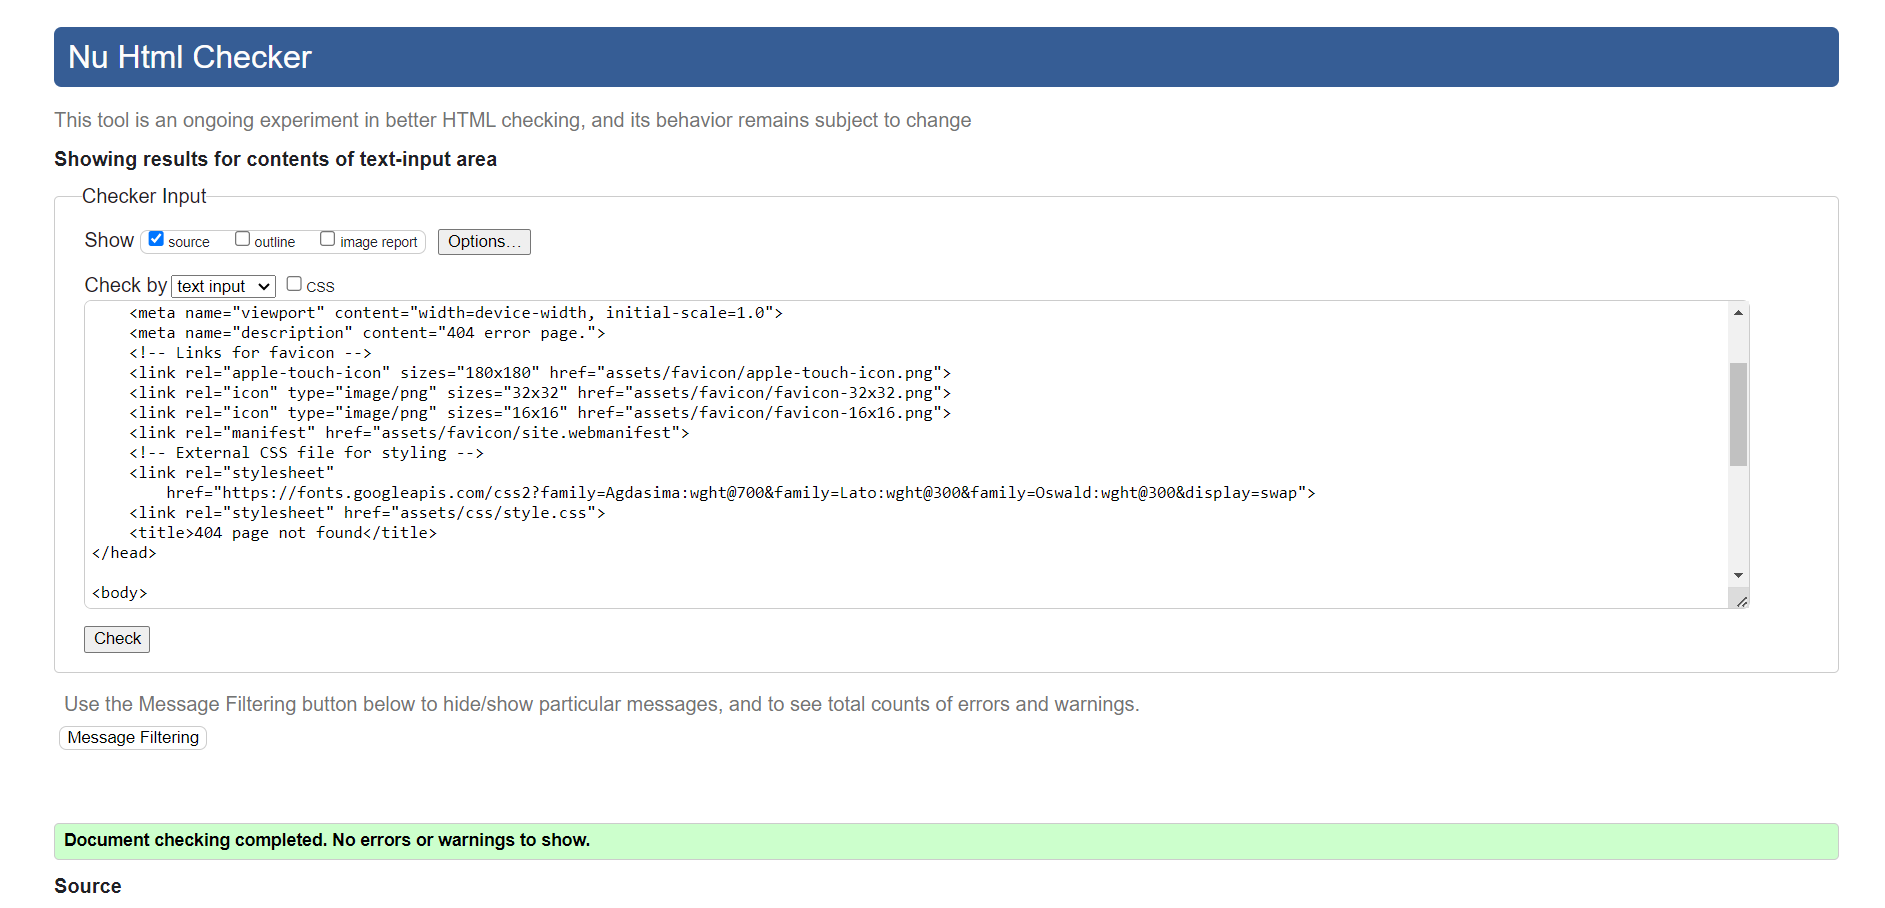 Nu Html Checker
This tool is an ongoing experiment in better HTML checking, and its behavior remains subject to change
Showing results for contents of text-input area
Checker Input
Show source outline image report Options...
Check by text input CSS
<meta name="viewport" content="width=device-width, initial-scale=1.0">
<meta name="description" content="404 error page.">
<!-- Links for favicon -->
<link rel="apple-touch-icon" sizes="180x180" href="assets/favicon/apple-touch-icon.png">
<link rel="icon" type="image/png" sizes="32x32" href="assets/favicon/favicon-32x32.png">
<link rel="icon" type="image/png" sizes="16x16" href="assets/favicon/favicon-16x16.png">
<link rel="manifest" href="assets/favicon/site.webmanifest">
<!-- External CSS file for styling -->
<link rel="stylesheet"
href="https://fonts.googleapis.com/css2?family=Agdasima:wght@700&family=Lato:wght@300&family=Oswald:wght@300&display=swap">
<link rel="stylesheet" href="assets/css/style.css">
<title>404 page not found</title>
</head>
<body>
Check
Use the Message Filtering button below to hide/show particular messages, and to see total counts of errors and warnings.
Message Filtering
Document checking completed. No errors or warnings to show.
Source